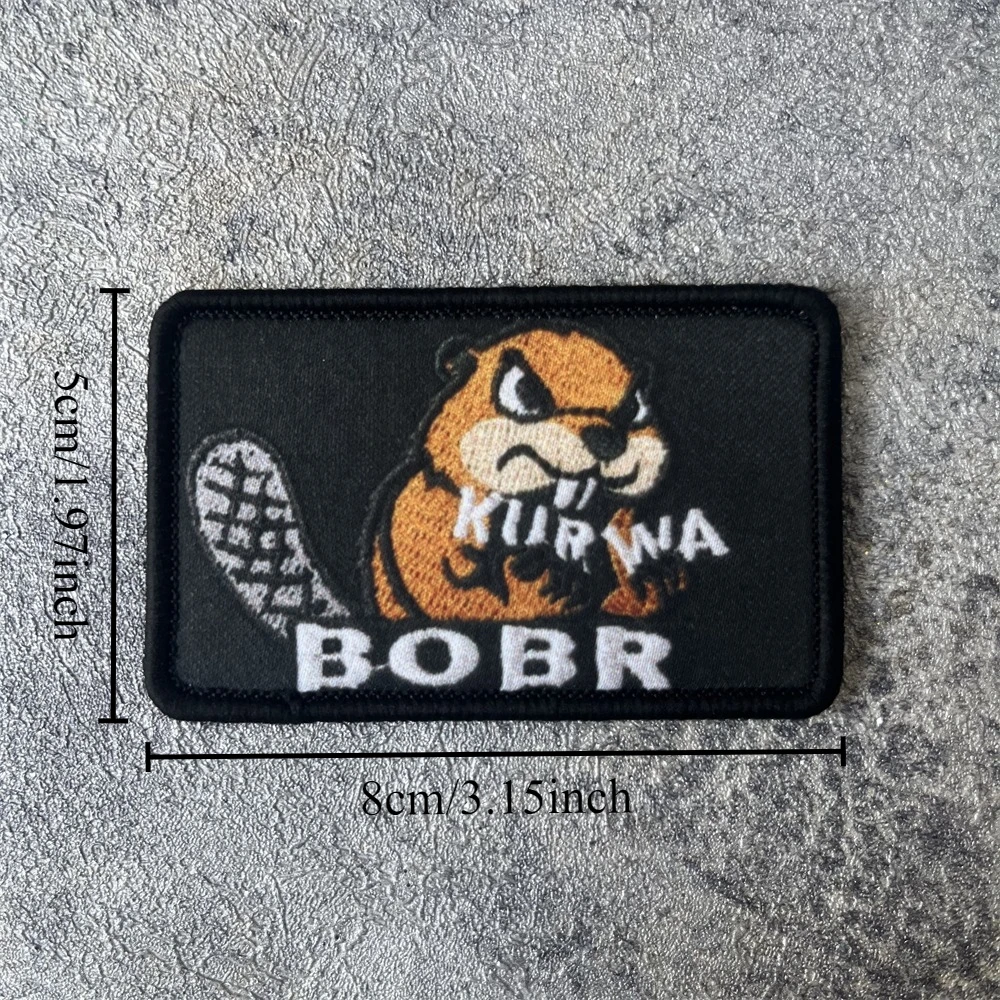 KURWA
BOBR
5cm/1.97inch
8cm/3.15inch